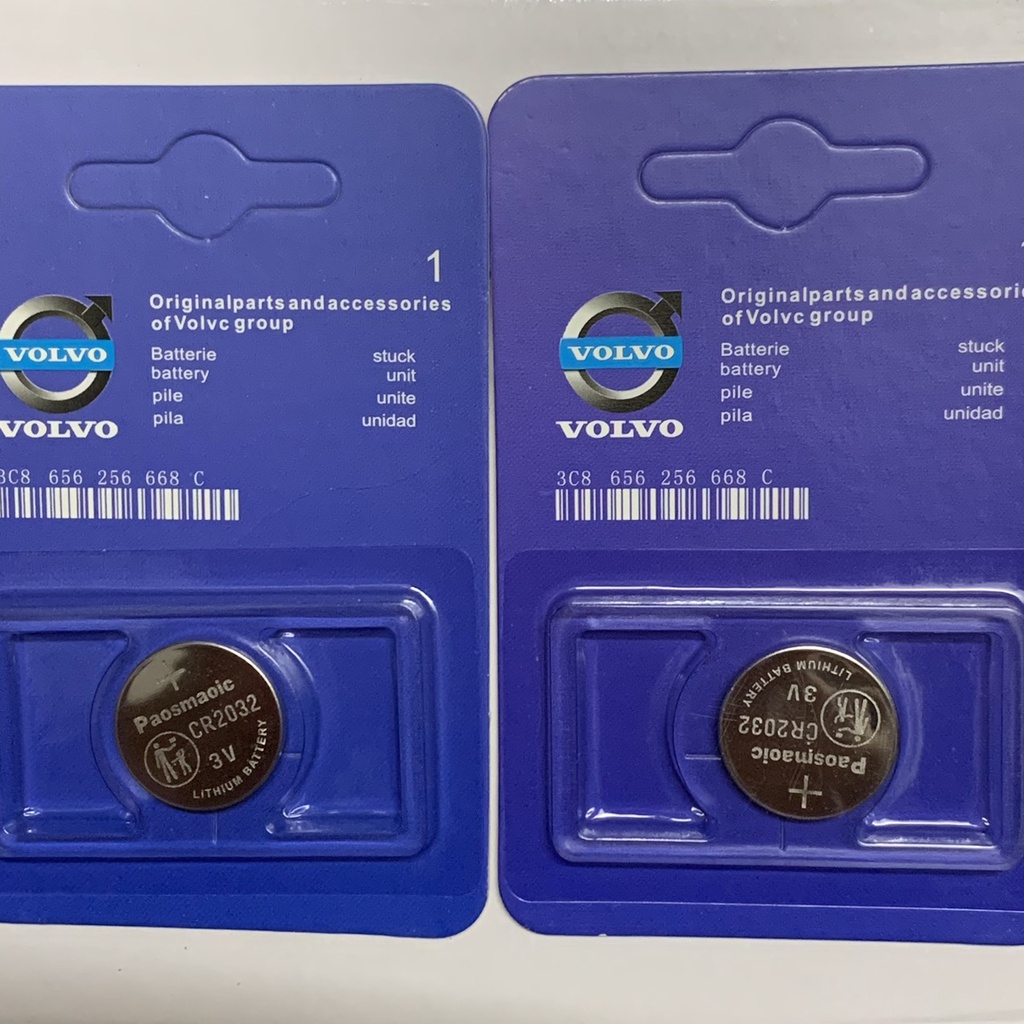 1
Originalparts and accessories
of Volvc group
VOLVO
VOLVO
Batterie stuck
battery unit
pile unite
pila unidad
3C8 656 256 668 C
Paosmaoic
CR2032
3V
LITHIUM BATTERY
Originalparts and accessorie
of Volvc group
VOLVO
VOLVO
Batterie stuck
battery unit
pile unite
pila unidad
3C8 656 256 668 C
Paosmaoic
CR2032
3V
LITHIUM BATTERY